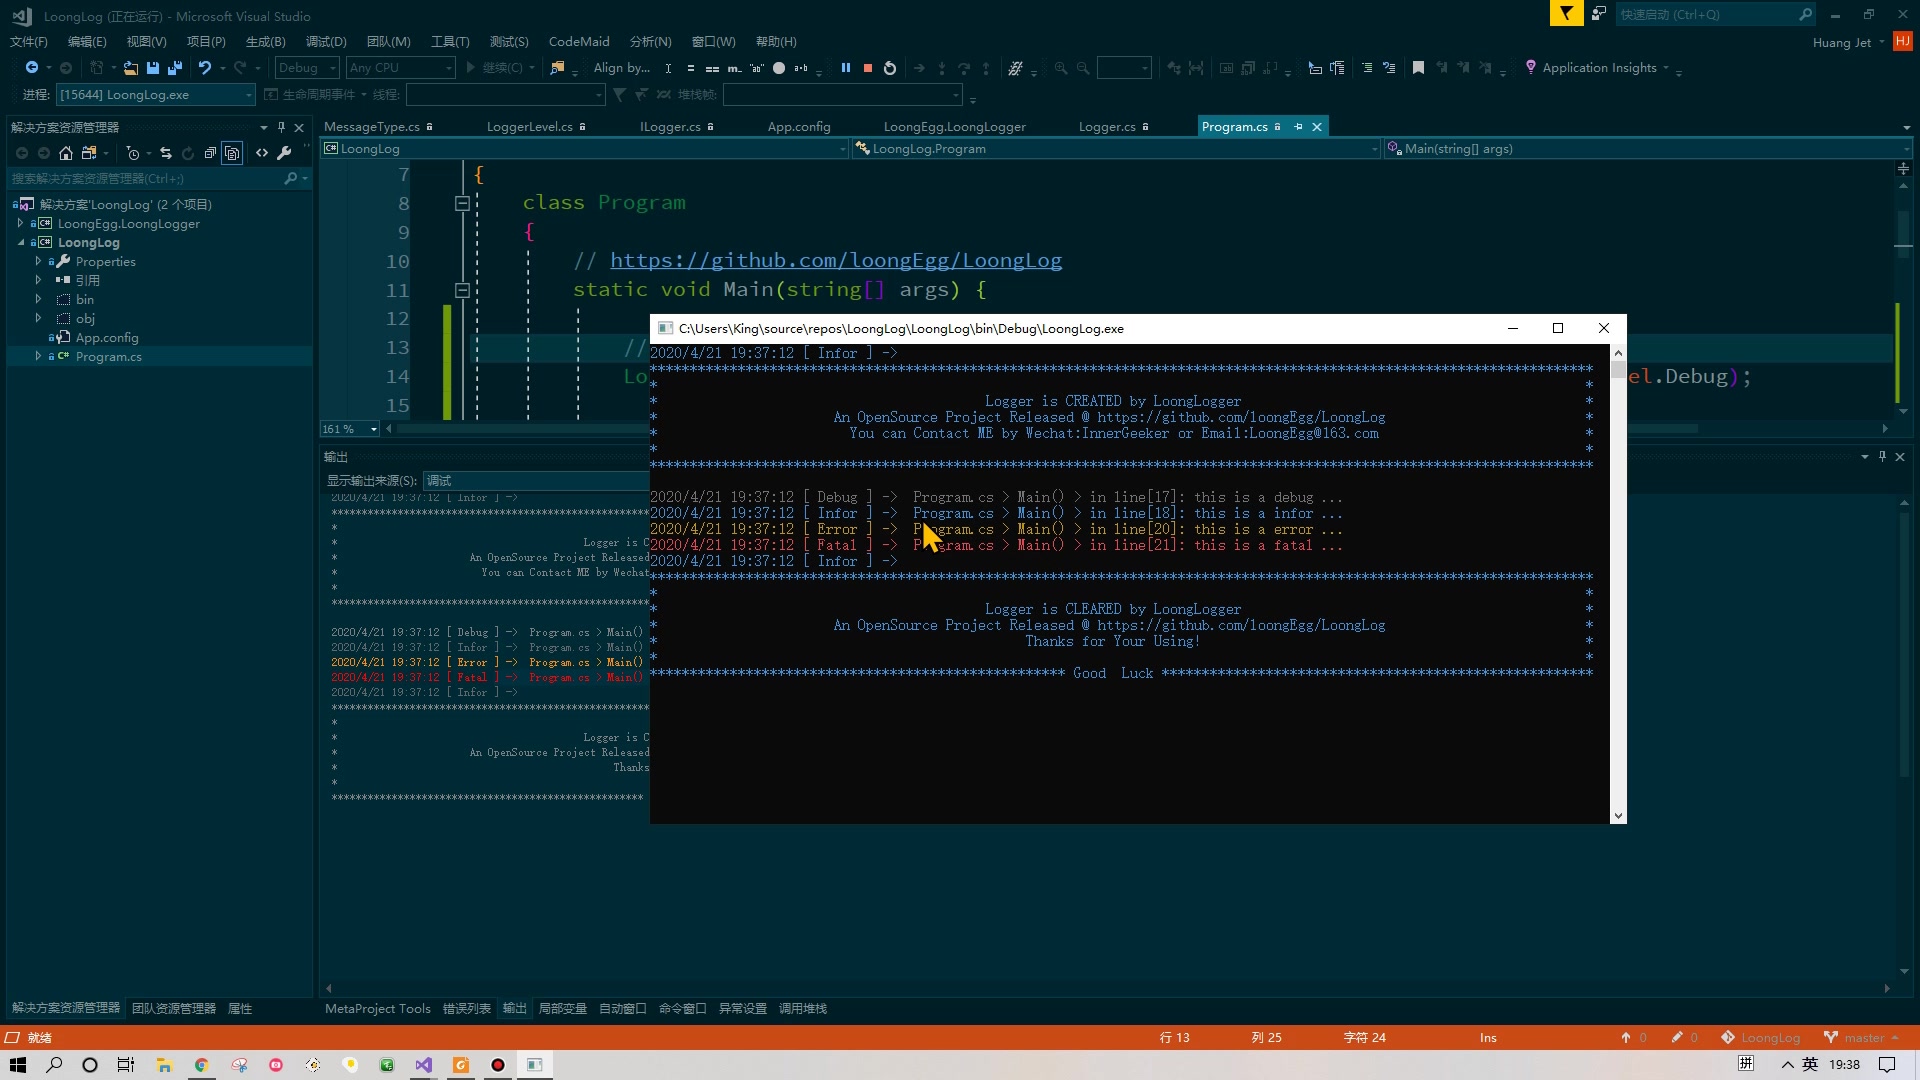 LoongLog (正在运行) - Microsoft Visual Studio
快速启动 (Ctrl+Q)
文件(F) 编辑(E) 视图(V) 项目(P) 生成(B) 调试(D) 团队(M) 工具(T) 测试(S) CodeMaid 分析(N) 窗口(W) 帮助(H)
Huang Jet HJ
Debug Any CPU 继续(C) Align by... Application Insights
进程: [15644] LoongLog.exe 生命周期事件 线程: 堆栈帧:
解决方案资源管理器
搜索解决方案资源管理器(Ctrl+;)
解决方案'LoongLog' (2 个项目)
LoongEgg.LoongLogger
LoongLog
Properties
引用
bin
obj
App.config
Program.cs
MessageType.cs LoggerLevel.cs ILogger.cs App.config LoongEgg.LoongLogger Logger.cs Program.cs
LoongLog LoongLog.Program Main(string[] args)
7 {
8 class Program
9 {
10 // https://github.com/loongEgg/LoongLog
11 static void Main(string[] args) {
12
13 //
14 Lo el.Debug);
15
161 %
输出
显示输出来源(S): 调试
2020/4/21 19:37:12 [ Infor ] ->
*
Logger is C
An OpenSource Project Released
You can Contact ME by Wechat
*
2020/4/21 19:37:12 [ Debug ] -> Program.cs > Main()
2020/4/21 19:37:12 [ Infor ] -> Program.cs > Main()
2020/4/21 19:37:12 [ Error ] -> Program.cs > Main()
2020/4/21 19:37:12 [ Fatal ] -> Program.cs > Main()
2020/4/21 19:37:12 [ Infor ] ->
*
Logger is C
An OpenSource Project Released
Thanks
*
C:\Users\King\source\repos\LoongLog\LoongLog\bin\Debug\LoongLog.exe
2020/4/21 19:37:12 [ Infor ] ->
* *
* Logger is CREATED by LoongLogger *
* An OpenSource Project Released @ https://github.com/loongEgg/LoongLog *
* You can Contact ME by Wechat:InnerGeeker or Email:LoongEgg@163.com *
* *
2020/4/21 19:37:12 [ Debug ] -> Program.cs > Main() > in line[17]: this is a debug ...
2020/4/21 19:37:12 [ Infor ] -> Program.cs > Main() > in line[18]: this is a infor ...
2020/4/21 19:37:12 [ Error ] -> Program.cs > Main() > in line[20]: this is a error ...
2020/4/21 19:37:12 [ Fatal ] -> Program.cs > Main() > in line[21]: this is a fatal ...
2020/4/21 19:37:12 [ Infor ] ->
* *
* Logger is CLEARED by LoongLogger *
* An OpenSource Project Released @ https://github.com/loongEgg/LoongLog *
* Thanks for Your Using! *
* *
Good Luck
解决方案资源管理器 团队资源管理器 属性
MetaProject Tools 错误列表 输出 局部变量 自动窗口 命令窗口 异常设置 调用堆栈
就绪 行 13 列 25 字符 24 Ins 0 0 LoongLog master
拼 英 19:38